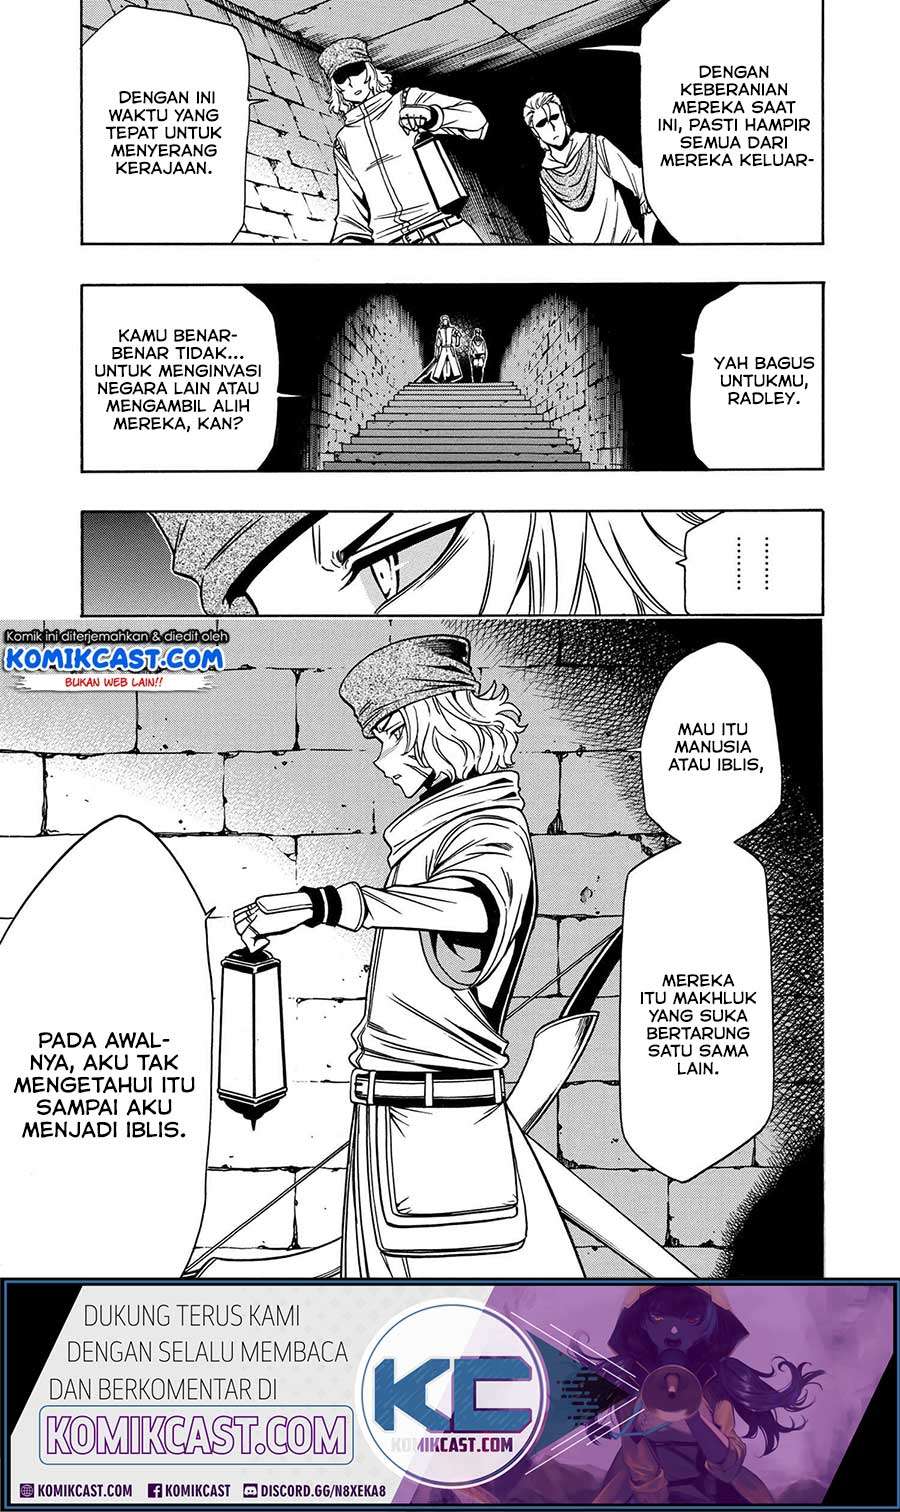 DENGAN
KEBERANIAN
MEREKA SAAT
INI, PASTI HAMPIR
SEMUA DARI
MEREKA KELUAR-
DENGAN INI
WAKTU YANG
TEPAT UNTUK
MENYERANG
KERAJAAN.
YAH BAGUS
UNTUKMU,
RADLEY.
KAMU BENAR-
BENAR TIDAK...
UNTUK MENGINVASI
NEGARA LAIN ATAU
MENGAMBIL ALIH
MEREKA, KAN?
Komik ini diterjemahkan & diedit oleh
KOMIKCAST.COM
BUKAN WEB LAIN!!
MAU ITU
MANUSIA
ATAU IBLIS,
MEREKA
ITU MAKHLUK
YANG SUKA
BERTARUNG
SATU SAMA
LAIN.
PADA AWAL-
NYA, AKU TAK
MENGETAHUI ITU
SAMPAI AKU
MENJADI IBLIS.
DUKUNG TERUS KAMI
DENGAN SELALU MEMBACA
DAN BERKOMENTAR DI
KOMIKCAST.COM
KC
KOMIKCAST.COM
KOMIKCAST.COM KOMIKCAST DISCORD.GG/N8XEKA8